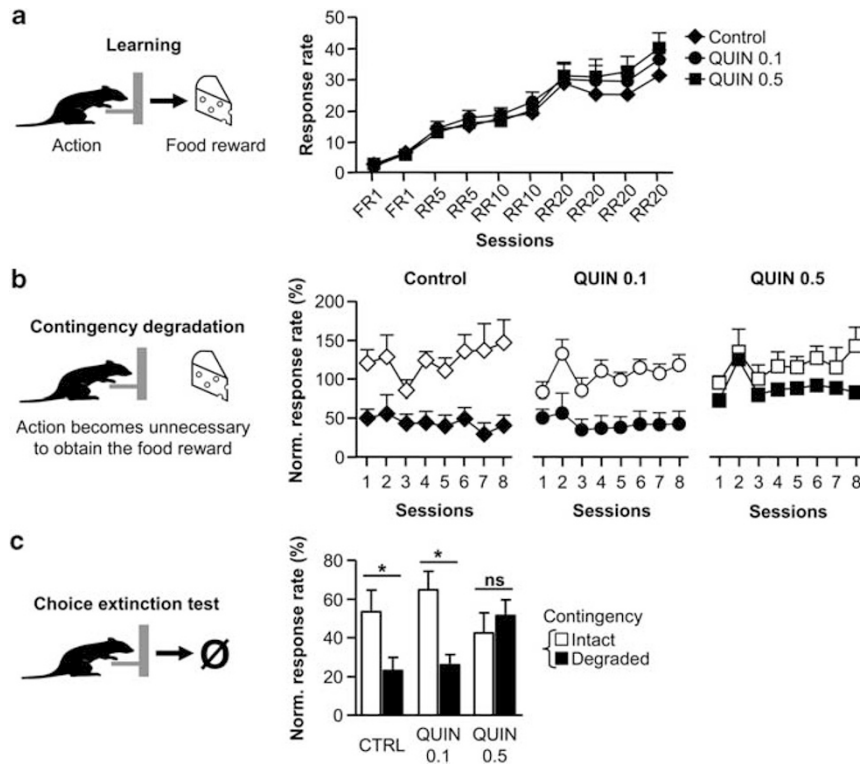 a
Learning
Action
Food reward
Response rate
50
40
30
20
10
0
FR1
FR1
RR5
RR5
RR10
RR10
RR20
RR20
RR20
RR20
Sessions
Control
QUIN 0.1
QUIN 0.5
b
Contingency degradation
Action becomes unnecessary
to obtain the food reward
Norm. response rate (%)
200
150
100
50
0
Control
1 2 3 4 5 6 7 8
Sessions
QUIN 0.1
1 2 3 4 5 6 7 8
Sessions
QUIN 0.5
1 2 3 4 5 6 7 8
Sessions
c
Choice extinction test
Ø
Norm. response rate (%)
80
60
40
20
0
*
*
ns
CTRL
QUIN
0.1
QUIN
0.5
Contingency
Intact
Degraded